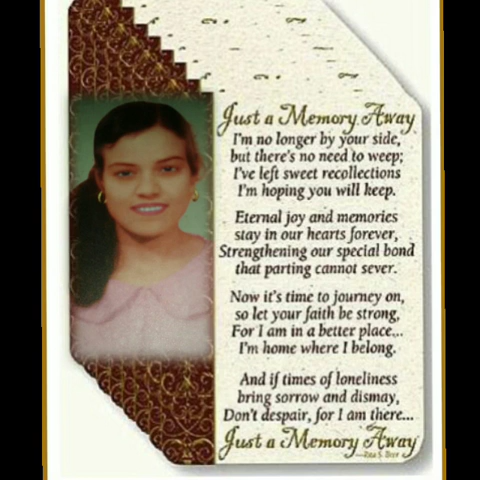 Just a Memory Away
I'm no longer by your side,
but there's no need to weep;
I've left sweet recollections
I'm hoping you will keep.
Eternal joy and memories
stay in our hearts forever,
Strengthening our special bond
that parting cannot sever.
Now it's time to journey on,
so let your faith be strong,
For I am in a better place...
I'm home where I belong.
And if times of loneliness
bring sorrow and dismay,
Don't despair, for I am there...
Just a Memory Away